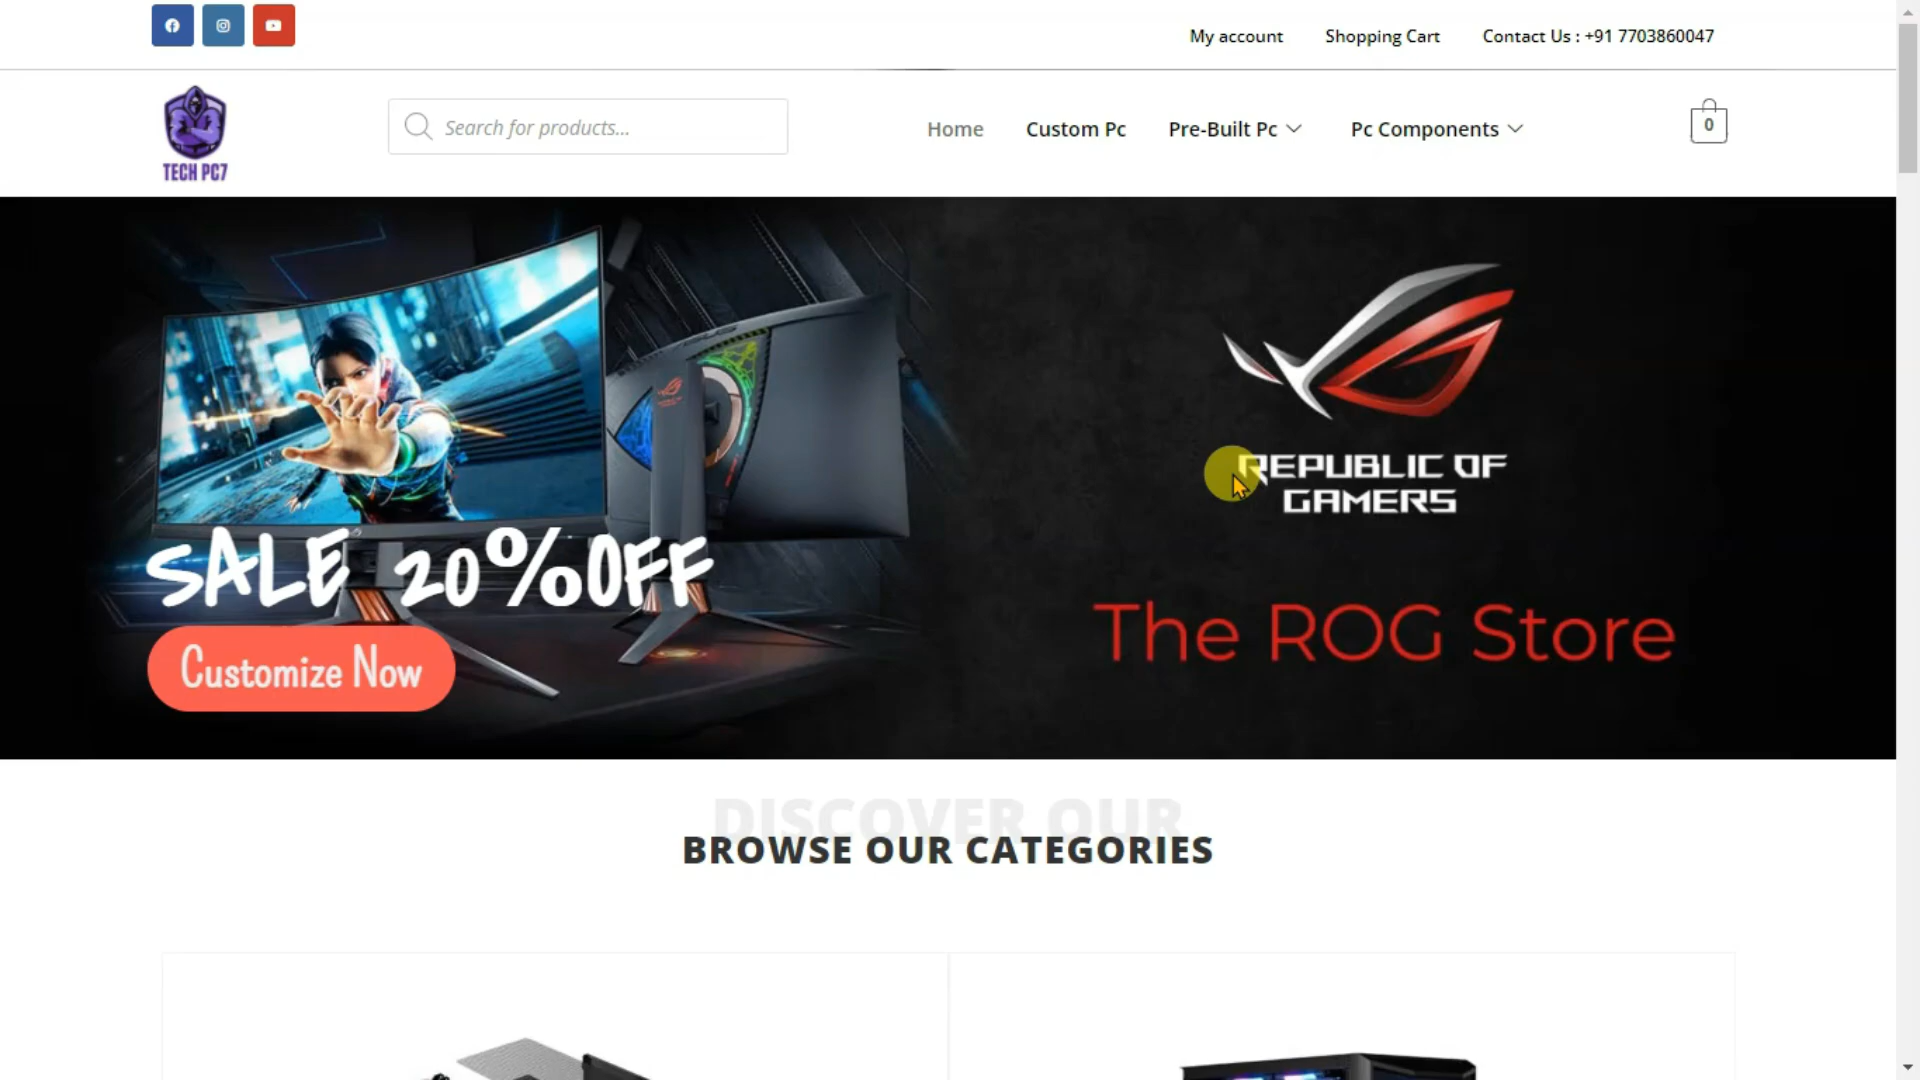 My account Shopping Cart Contact Us : +91 7703860047
TECH PC7
Search for products...
Home Custom Pc Pre-Built Pc Pc Components
0
REPUBLIC OF
GAMERS
SALE 20%OFF
The ROG Store
Customize Now
DISCOVER OUR
BROWSE OUR CATEGORIES